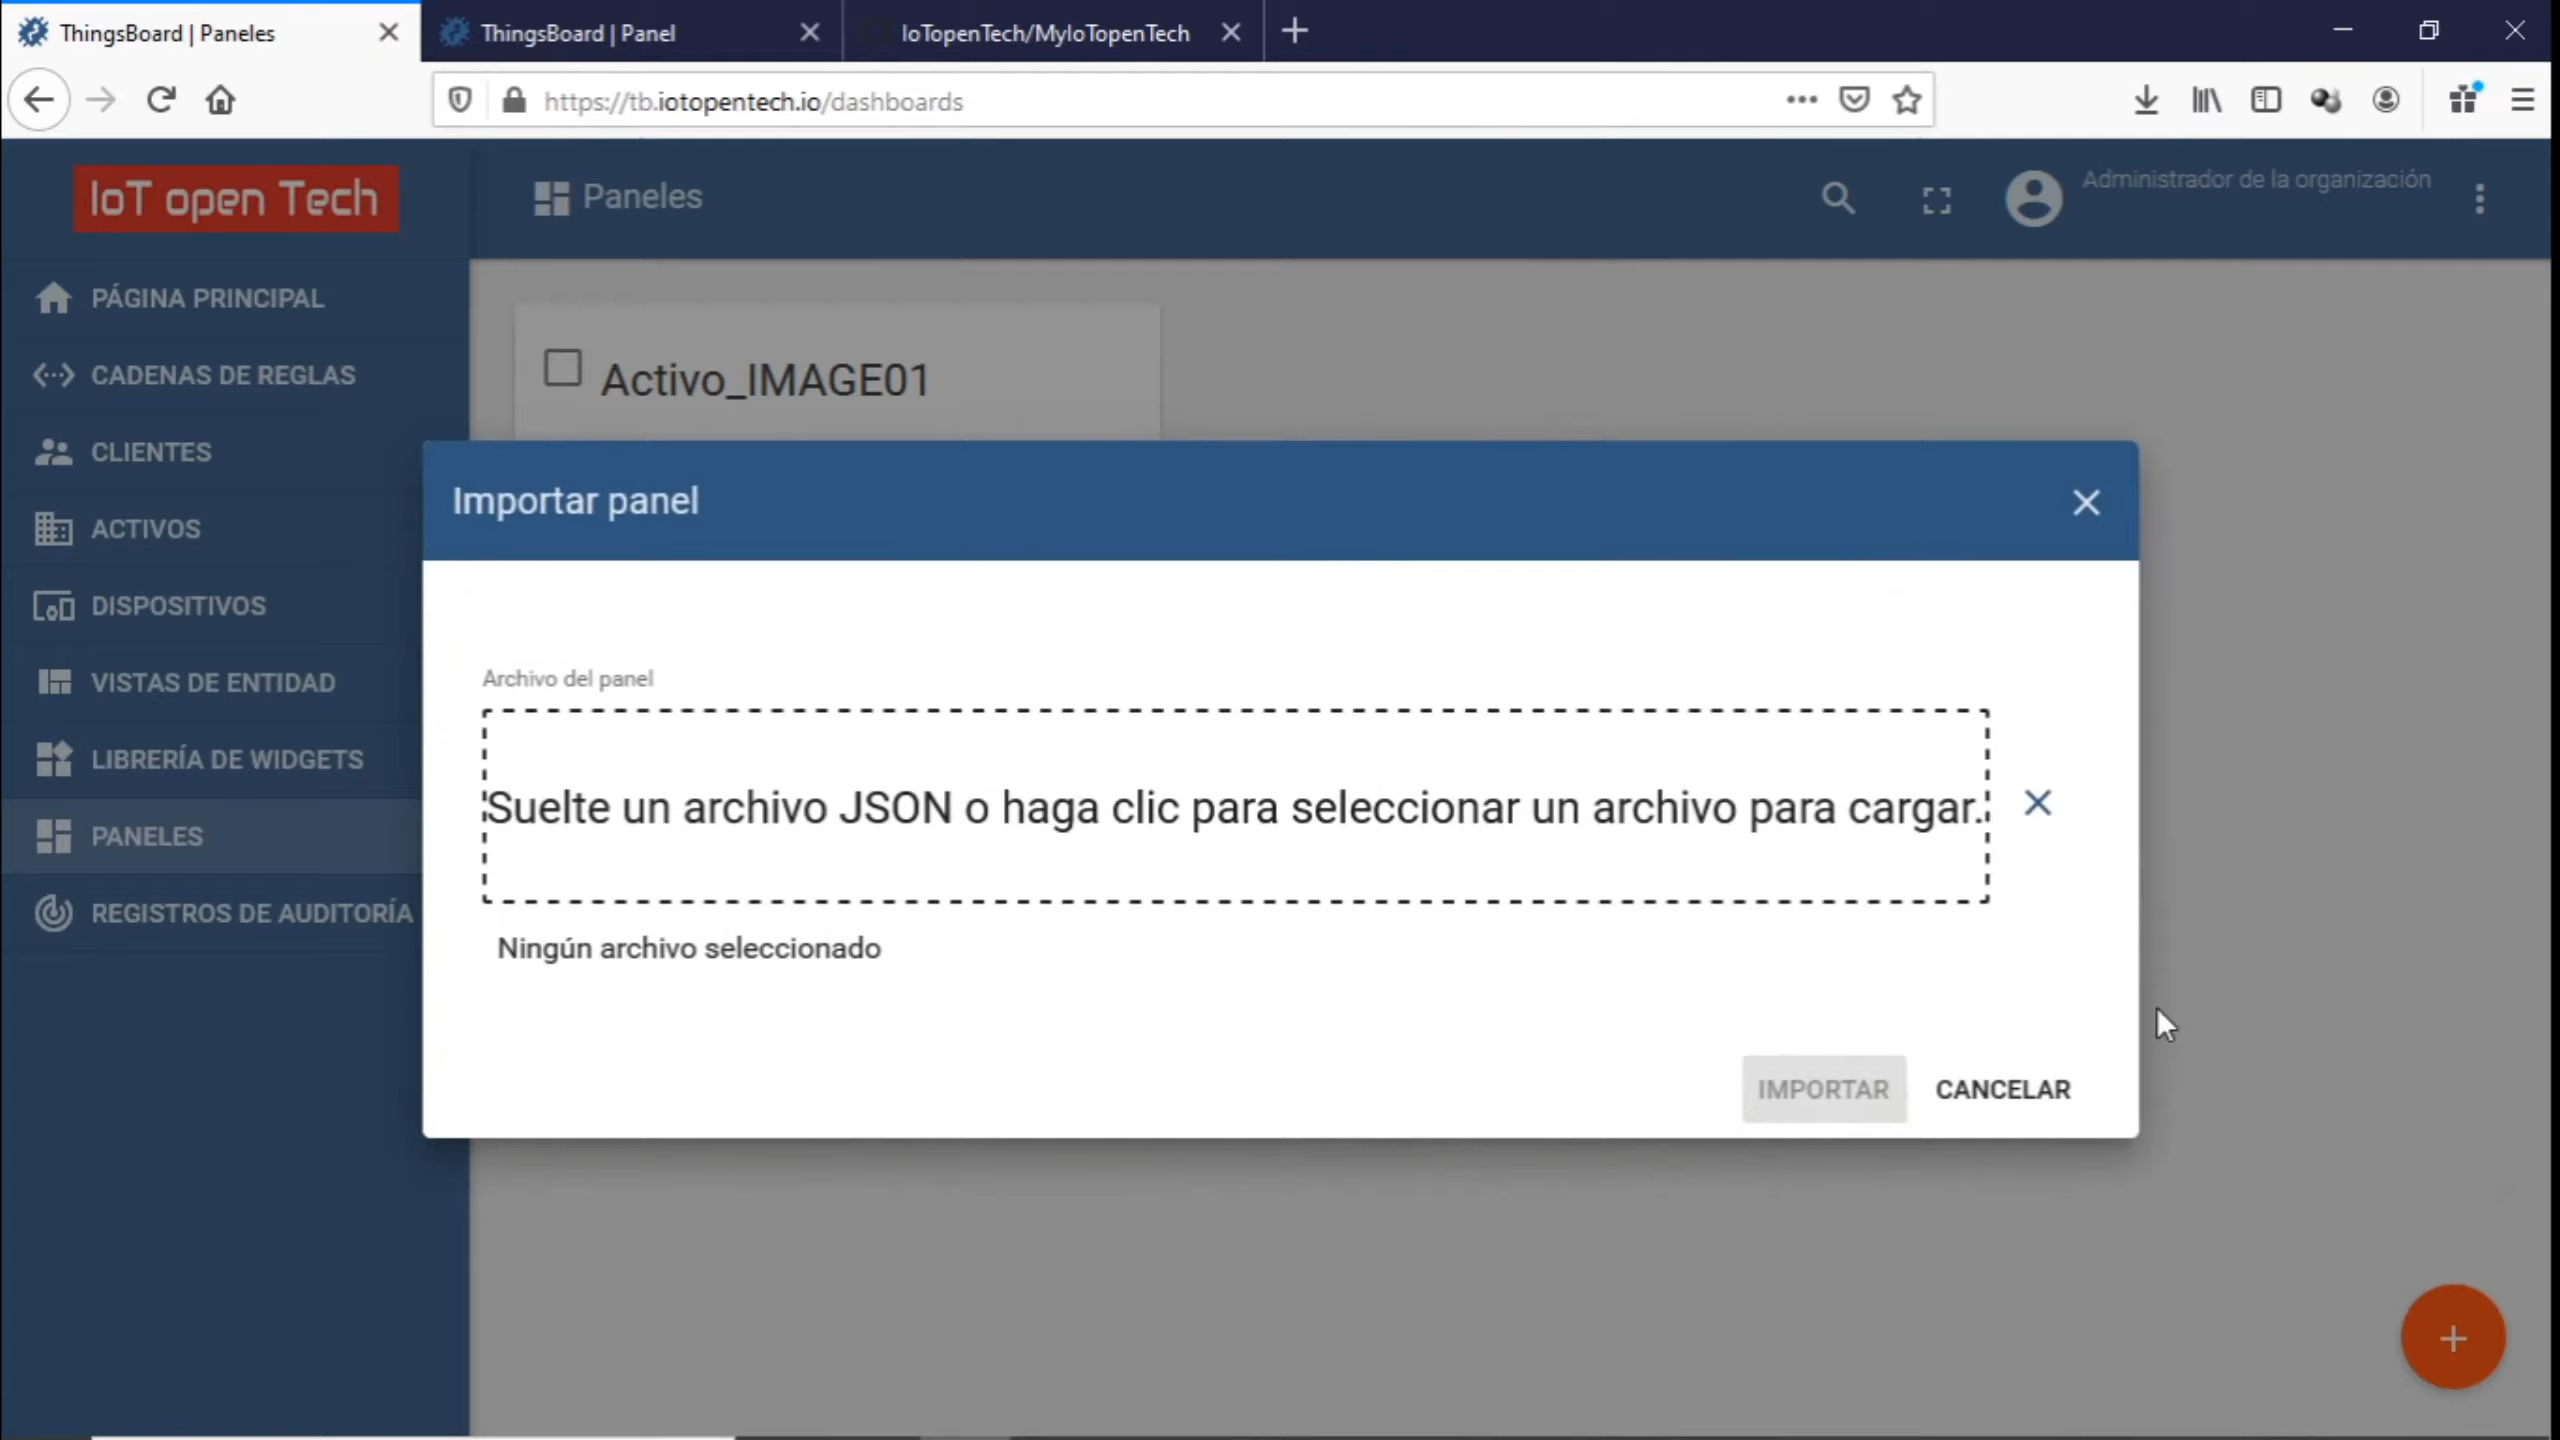 ThingsBoard | Paneles
ThingsBoard | Panel
IoTopenTech/MyIoTopenTech
https://tb.iotopentech.io/dashboards
IoT open Tech
Paneles
Administrador de la organización
PÁGINA PRINCIPAL
CADENAS DE REGLAS
CLIENTES
ACTIVOS
DISPOSITIVOS
VISTAS DE ENTIDAD
LIBRERÍA DE WIDGETS
PANELES
REGISTROS DE AUDITORÍA
Activo_IMAGE01
Importar panel
Archivo del panel
Suelte un archivo JSON o haga clic para seleccionar un archivo para cargar.
Ningún archivo seleccionado
IMPORTAR
CANCELAR